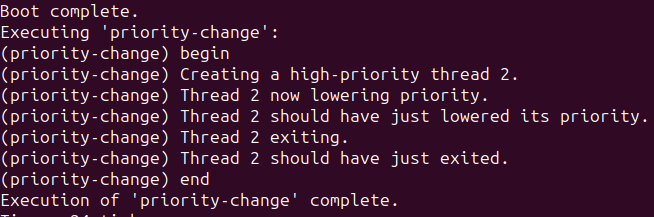 Boot complete.
Executing 'priority-change':
(priority-change) begin
(priority-change) Creating a high-priority thread 2.
(priority-change) Thread 2 now lowering priority.
(priority-change) Thread 2 should have just lowered its priority.
(priority-change) Thread 2 exiting.
(priority-change) Thread 2 should have just exited.
(priority-change) end
Execution of 'priority-change' complete.